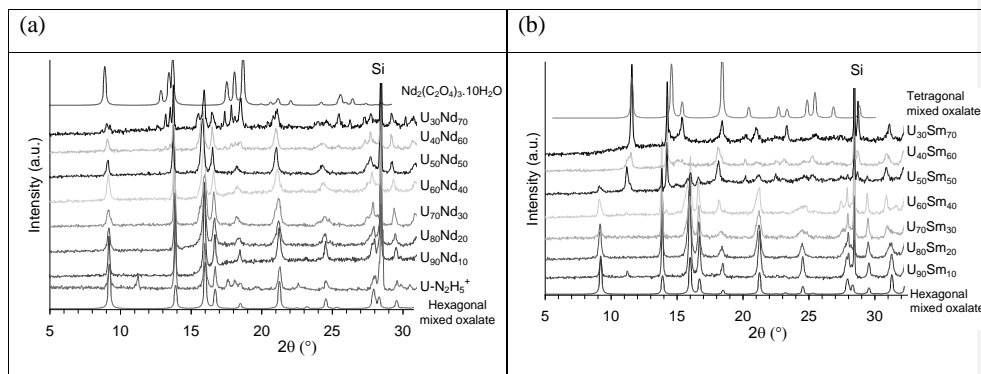 (a)
Si
Nd₂(C₂O₄)₃.10H₂O
U₃₀Nd₇₀
U₄₀Nd₆₀
U₅₀Nd₅₀
U₆₀Nd₄₀
U₇₀Nd₃₀
U₈₀Nd₂₀
U₉₀Nd₁₀
U-N₂H₅⁺
Hexagonal
mixed oxalate
Intensity (a.u.)
5 10 15 20 25 30
2θ (°)
(b)
Si
Tetragonal
mixed oxalate
U₃₀Sm₇₀
U₄₀Sm₆₀
U₅₀Sm₅₀
U₆₀Sm₄₀
U₇₀Sm₃₀
U₈₀Sm₂₀
U₉₀Sm₁₀
Hexagonal
mixed oxalate
Intensity (a.u.)
5 10 15 20 25 30
2θ (°)